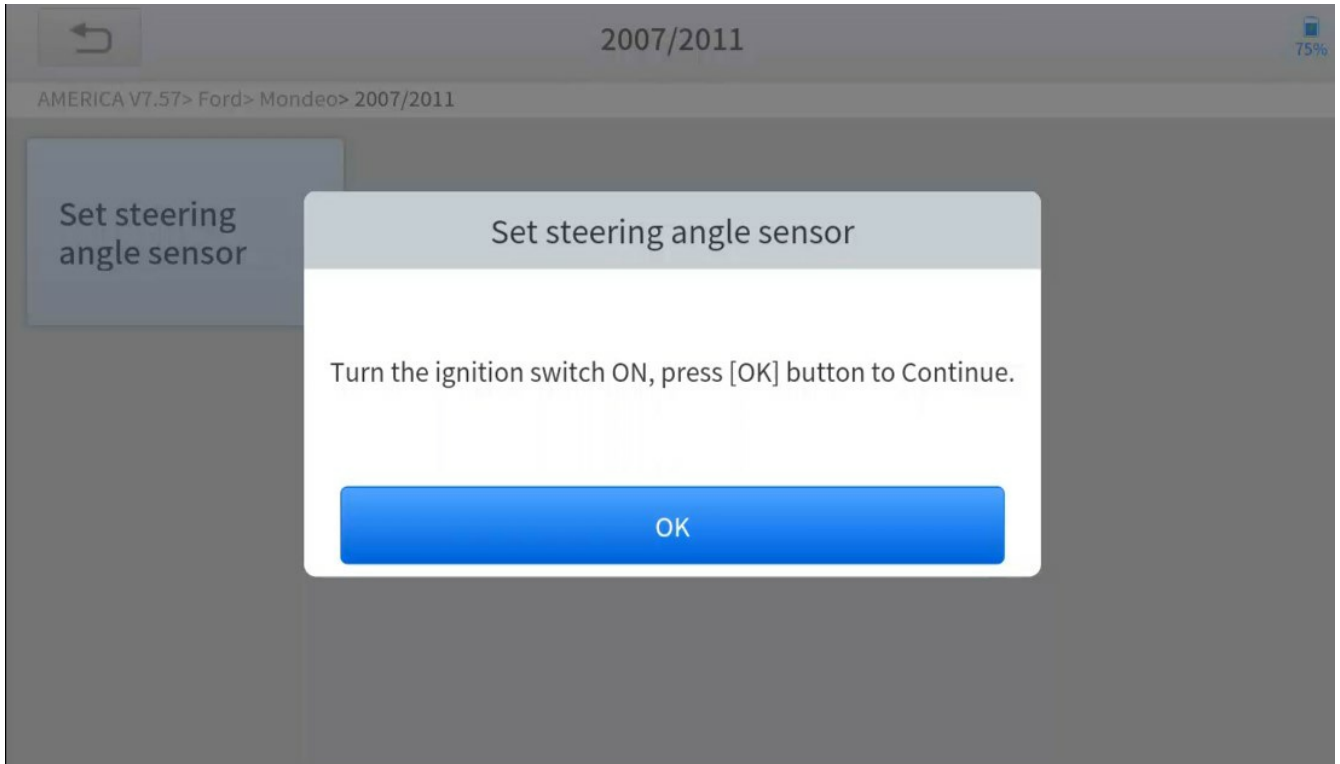 2007/2011
75%
AMERICA V7.57> Ford> Mondeo> 2007/2011
Set steering
angle sensor
Set steering angle sensor
Turn the ignition switch ON, press [OK] button to Continue.
OK